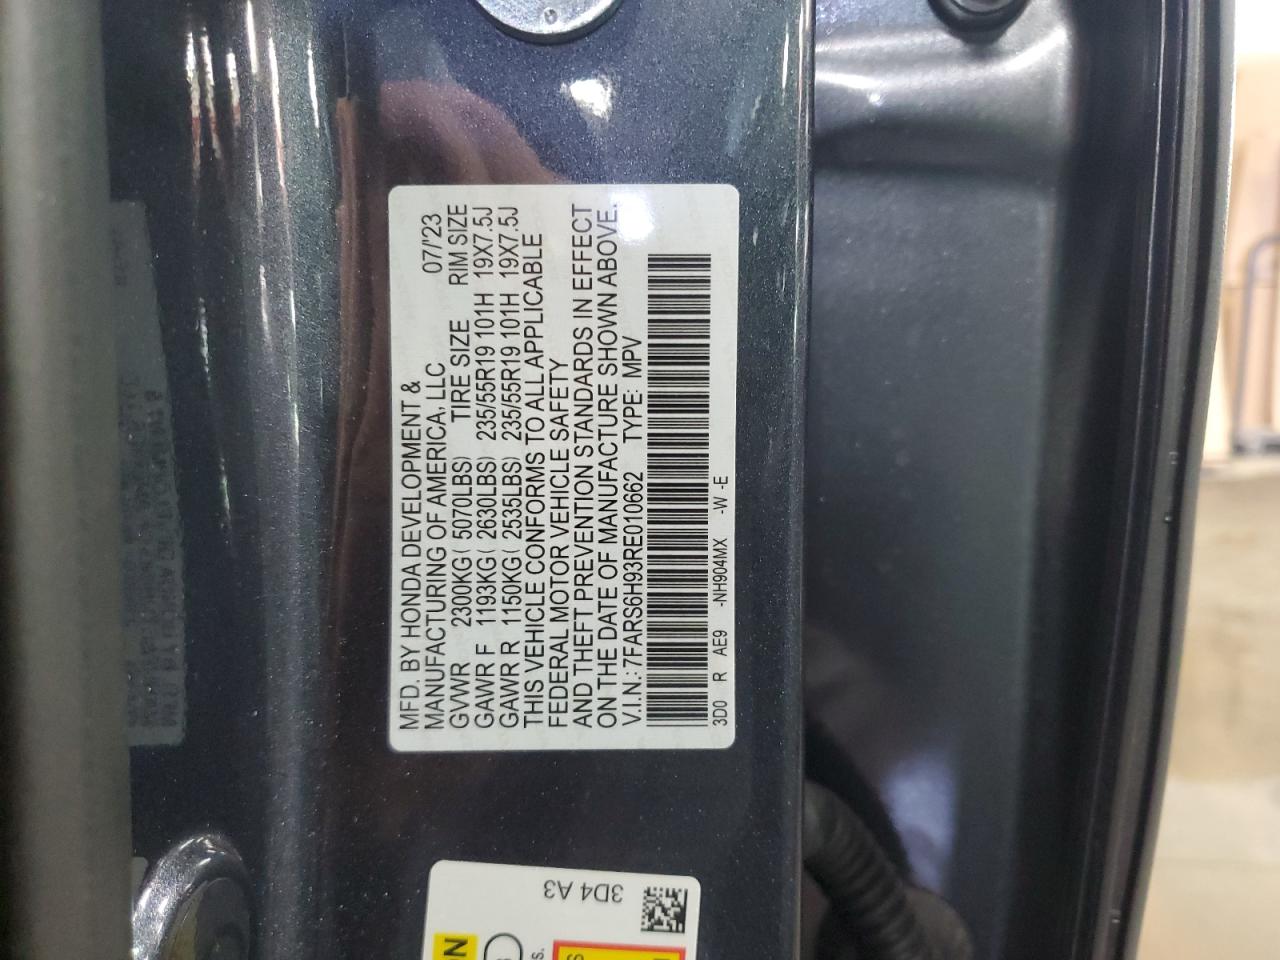 MFD. BY HONDA DEVELOPMENT &
MANUFACTURING OF AMERICA, LLC 07/'23
GVWR 2300KG ( 5070LBS) TIRE SIZE RIM SIZE
GAWR F 1193KG ( 2630LBS) 235/55R19 101H 19X7.5J
GAWR R 1150KG ( 2535LBS) 235/55R19 101H 19X7.5J
THIS VEHICLE CONFORMS TO ALL APPLICABLE
FEDERAL MOTOR VEHICLE SAFETY
AND THEFT PREVENTION STANDARDS IN EFFECT
ON THE DATE OF MANUFACTURE SHOWN ABOVE.
V.I.N.: 7FARS6H93RE010662 TYPE: MPV
3D0 R AE9 -NH904MX -W -E
3D4 A3